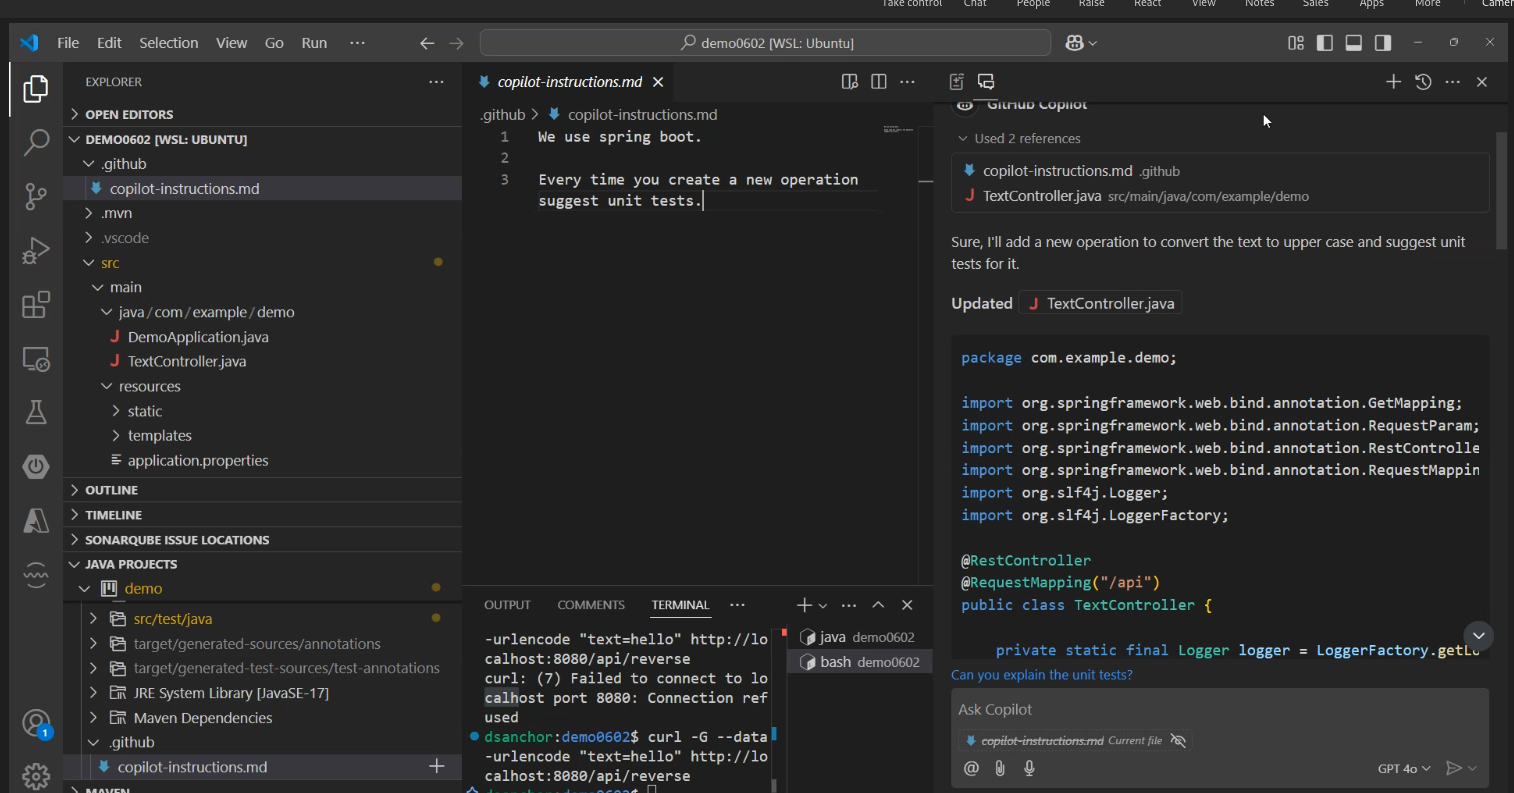 Take control Chat People Raise React View Notes Sales Apps More Camer
File Edit Selection View Go Run ··· demo0602 [WSL: Ubuntu]
EXPLORER ···
OPEN EDITORS
DEMO0602 [WSL: UBUNTU]
.github
copilot-instructions.md
.mvn
.vscode
src
main
java/com/example/demo
DemoApplication.java
TextController.java
resources
static
templates
application.properties
OUTLINE
TIMELINE
SONARQUBE ISSUE LOCATIONS
JAVA PROJECTS
demo
src/test/java
target/generated-sources/annotations
target/generated-test-sources/test-annotations
JRE System Library [JavaSE-17]
Maven Dependencies
.github
copilot-instructions.md
MAVEN
1
copilot-instructions.md
.github > copilot-instructions.md
1 We use spring boot.
2
3 Every time you create a new operation
suggest unit tests.
OUTPUT COMMENTS TERMINAL ···
-urlencode "text=hello" http://lo
calhost:8080/api/reverse
curl: (7) Failed to connect to lo
calhost port 8080: Connection ref
used
dsanchor:demo0602$ curl -G --data
-urlencode "text=hello" http://lo
calhost:8080/api/reverse
dsanchor:demo0602$
java demo0602
bash demo0602
GitHub Copilot
Used 2 references
copilot-instructions.md .github
TextController.java src/main/java/com/example/demo
Sure, I'll add a new operation to convert the text to upper case and suggest unit
tests for it.
Updated TextController.java
package com.example.demo;
import org.springframework.web.bind.annotation.GetMapping;
import org.springframework.web.bind.annotation.RequestParam;
import org.springframework.web.bind.annotation.RestControlle
import org.springframework.web.bind.annotation.RequestMappin
import org.slf4j.Logger;
import org.slf4j.LoggerFactory;
@RestController
@RequestMapping("/api")
public class TextController {
private static final Logger logger = LoggerFactory.getLo
Can you explain the unit tests?
Ask Copilot
copilot-instructions.md Current file
GPT 4o